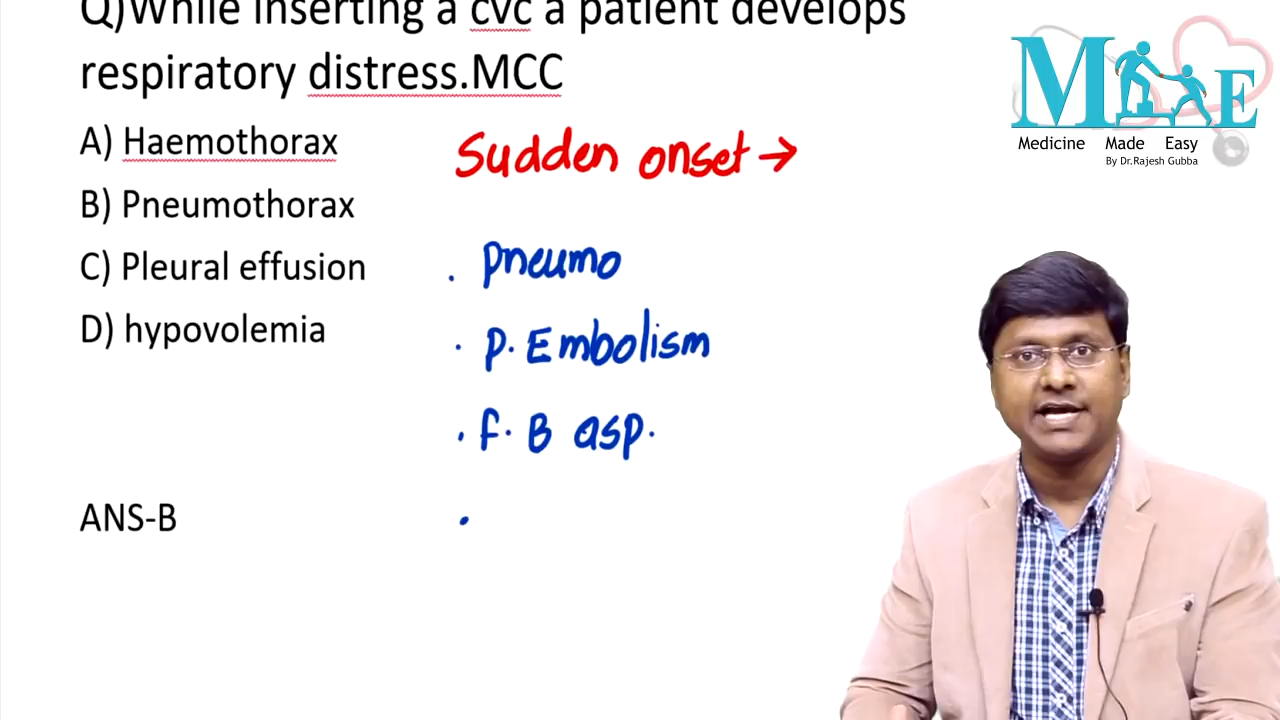 Q)While inserting a cvc a patient develops
respiratory distress.MCC
A) Haemothorax
B) Pneumothorax
C) Pleural effusion
D) hypovolemia
ANS-B
Sudden onset →
. Pneumo
. P. Embolism
. f. B asp.
.
MADE
Medicine Made Easy
By Dr.Rajesh Gubba